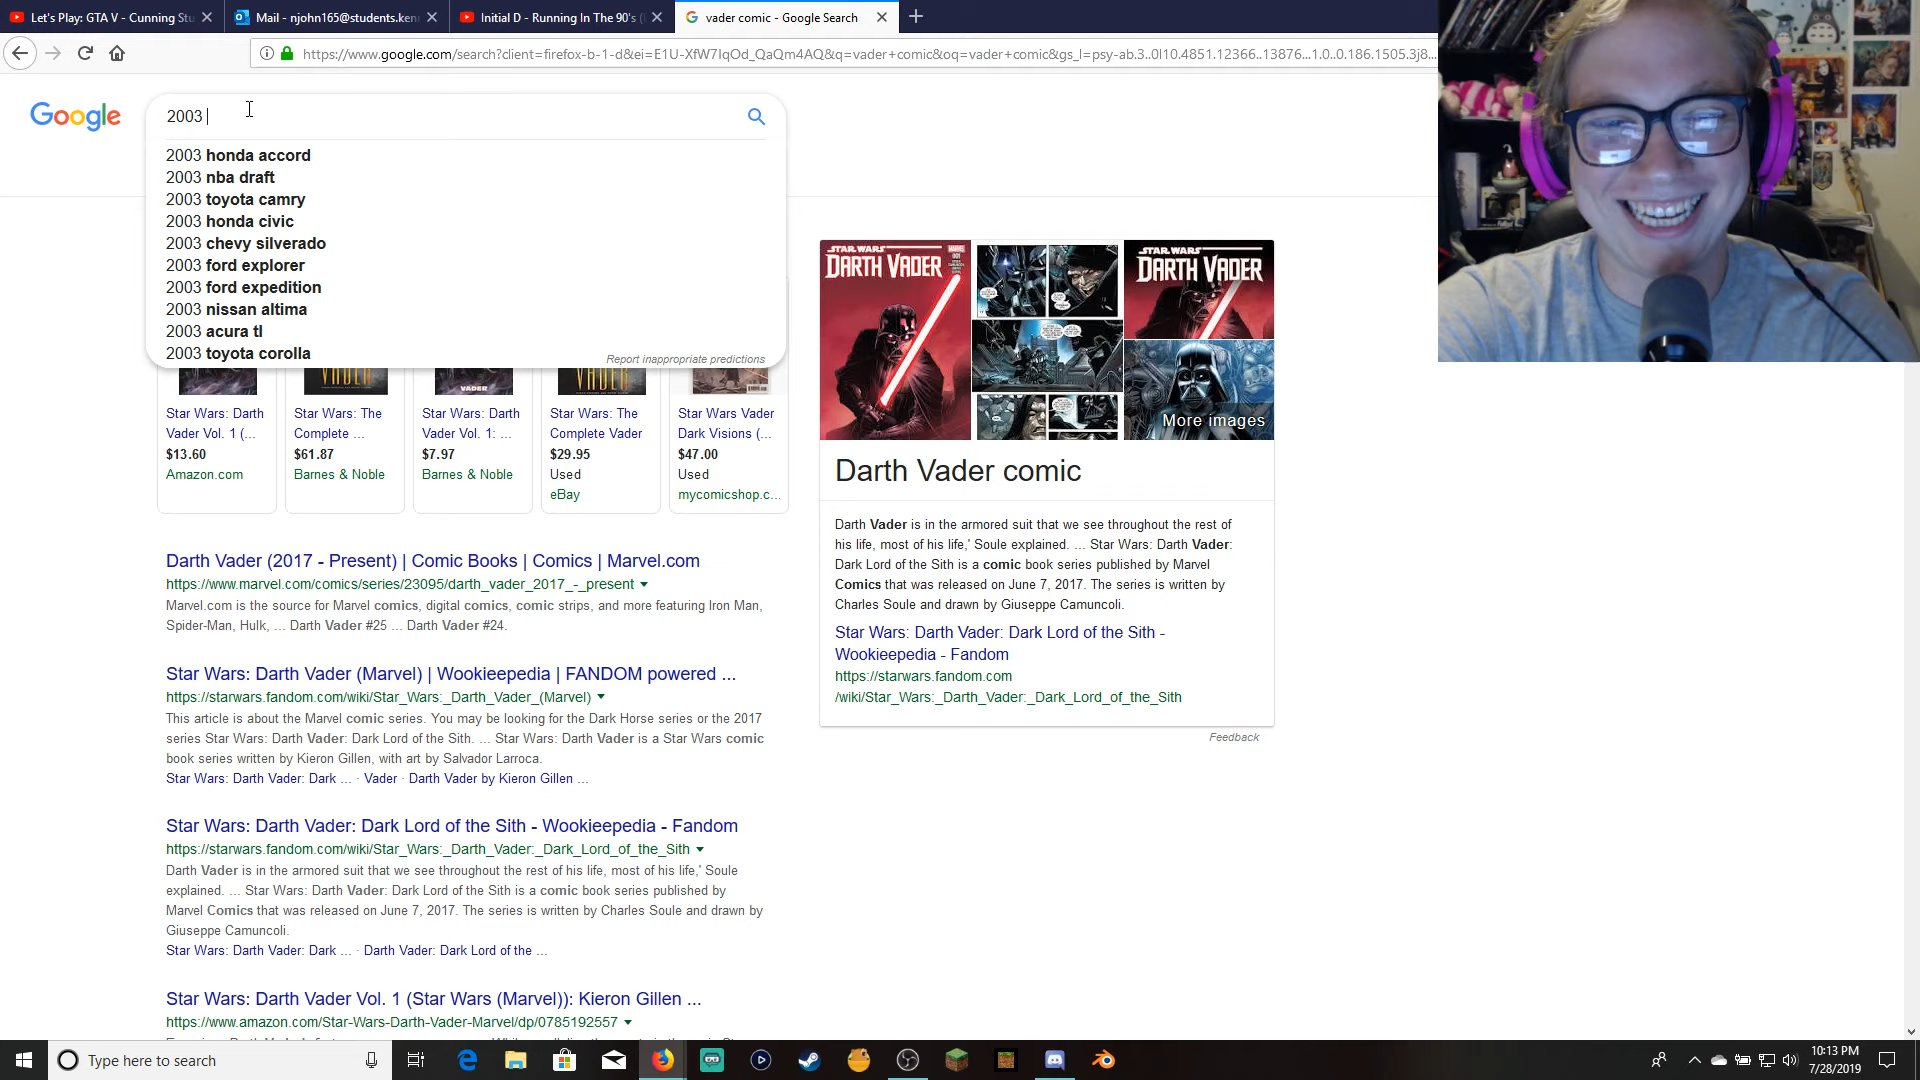 Let's Play: GTA V - Cunning Stu
Mail - njohn165@students.ken
Initial D - Running In The 90's (
vader comic - Google Search
https://www.google.com/search?client=firefox-b-1-d&ei=E1U-XfW7IqOd_QaQm4AQ&q=vader+comic&oq=vader+comic&gs_l=psy-ab.3..0l10.4851.12366..13876...1.0..0.186.1505.3j8...
Google
2003
2003 honda accord
2003 nba draft
2003 toyota camry
2003 honda civic
2003 chevy silverado
2003 ford explorer
2003 ford expedition
2003 nissan altima
2003 acura tl
2003 toyota corolla
Report inappropriate predictions
Star Wars: Darth Vader Vol. 1 (...
$13.60
Amazon.com
Star Wars: The Complete ...
$61.87
Barnes & Noble
Star Wars: Darth Vader Vol. 1: ...
$7.97
Barnes & Noble
Star Wars: The Complete Vader
$29.95
Used
eBay
Star Wars Vader Dark Visions (...
$47.00
Used
mycomicshop.c...
STAR WARS
DARTH VADER
001
STAR WARS
DARTH VADER
More images
Darth Vader comic
Darth Vader is in the armored suit that we see throughout the rest of
his life, most of his life,' Soule explained. ... Star Wars: Darth Vader:
Dark Lord of the Sith is a comic book series published by Marvel
Comics that was released on June 7, 2017. The series is written by
Charles Soule and drawn by Giuseppe Camuncoli.
Star Wars: Darth Vader: Dark Lord of the Sith -
Wookieepedia - Fandom
https://starwars.fandom.com
/wiki/Star_Wars:_Darth_Vader:_Dark_Lord_of_the_Sith
Feedback
Darth Vader (2017 - Present) | Comic Books | Comics | Marvel.com
https://www.marvel.com/comics/series/23095/darth_vader_2017_-_present
Marvel.com is the source for Marvel comics, digital comics, comic strips, and more featuring Iron Man,
Spider-Man, Hulk, ... Darth Vader #25 ... Darth Vader #24.
Star Wars: Darth Vader (Marvel) | Wookieepedia | FANDOM powered ...
https://starwars.fandom.com/wiki/Star_Wars:_Darth_Vader_(Marvel)
This article is about the Marvel comic series. You may be looking for the Dark Horse series or the 2017
series Star Wars: Darth Vader: Dark Lord of the Sith. ... Star Wars: Darth Vader is a Star Wars comic
book series written by Kieron Gillen, with art by Salvador Larroca.
Star Wars: Darth Vader: Dark ... · Vader · Darth Vader by Kieron Gillen ...
Star Wars: Darth Vader: Dark Lord of the Sith - Wookieepedia - Fandom
https://starwars.fandom.com/wiki/Star_Wars:_Darth_Vader:_Dark_Lord_of_the_Sith
Darth Vader is in the armored suit that we see throughout the rest of his life, most of his life,' Soule
explained. ... Star Wars: Darth Vader: Dark Lord of the Sith is a comic book series published by
Marvel Comics that was released on June 7, 2017. The series is written by Charles Soule and drawn by
Giuseppe Camuncoli.
Star Wars: Darth Vader: Dark ... · Darth Vader: Dark Lord of the ...
Star Wars: Darth Vader Vol. 1 (Star Wars (Marvel)): Kieron Gillen ...
https://www.amazon.com/Star-Wars-Darth-Vader-Marvel/dp/0785192557
Type here to search
10:13 PM
7/28/2019